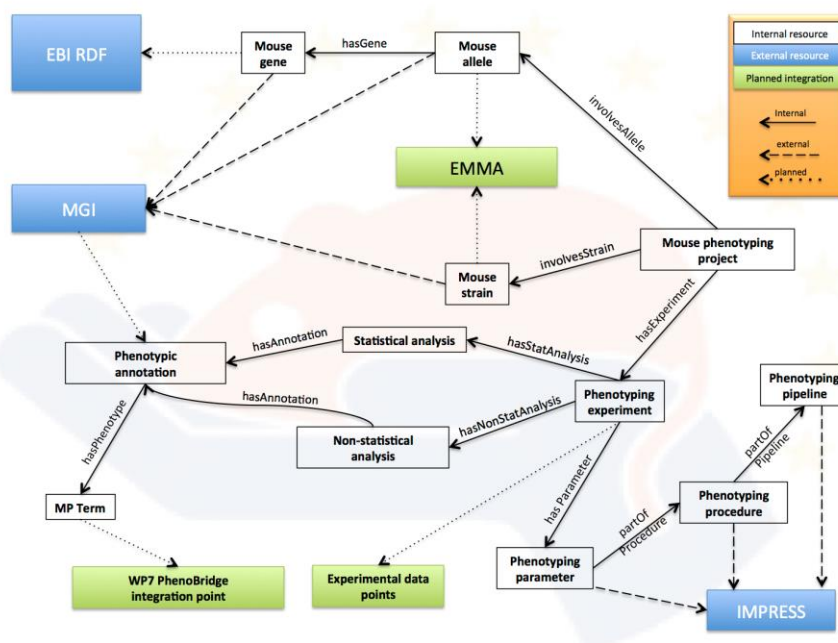 EBI RDF
Mouse
gene
hasGene
Mouse
allele
Internal resource
External resource
Planned integration
Internal
external
planned
involvesAllele
EMMA
MGI
Mouse
strain
involvesStrain
Mouse phenotyping
project
hasExperiment
Phenotypic
annotation
hasAnnotation
Statistical analysis
hasStatAnalysis
Phenotyping
experiment
Phenotyping
pipeline
hasAnnotation
Non-statistical
analysis
hasNonStatAnalysis
hasPhenotype
MP Term
has Parameter
partOf
Pipeline
Phenotyping
procedure
partOf
Procedure
WP7 PhenoBridge
integration point
Experimental data
points
Phenotyping
parameter
IMPRESS